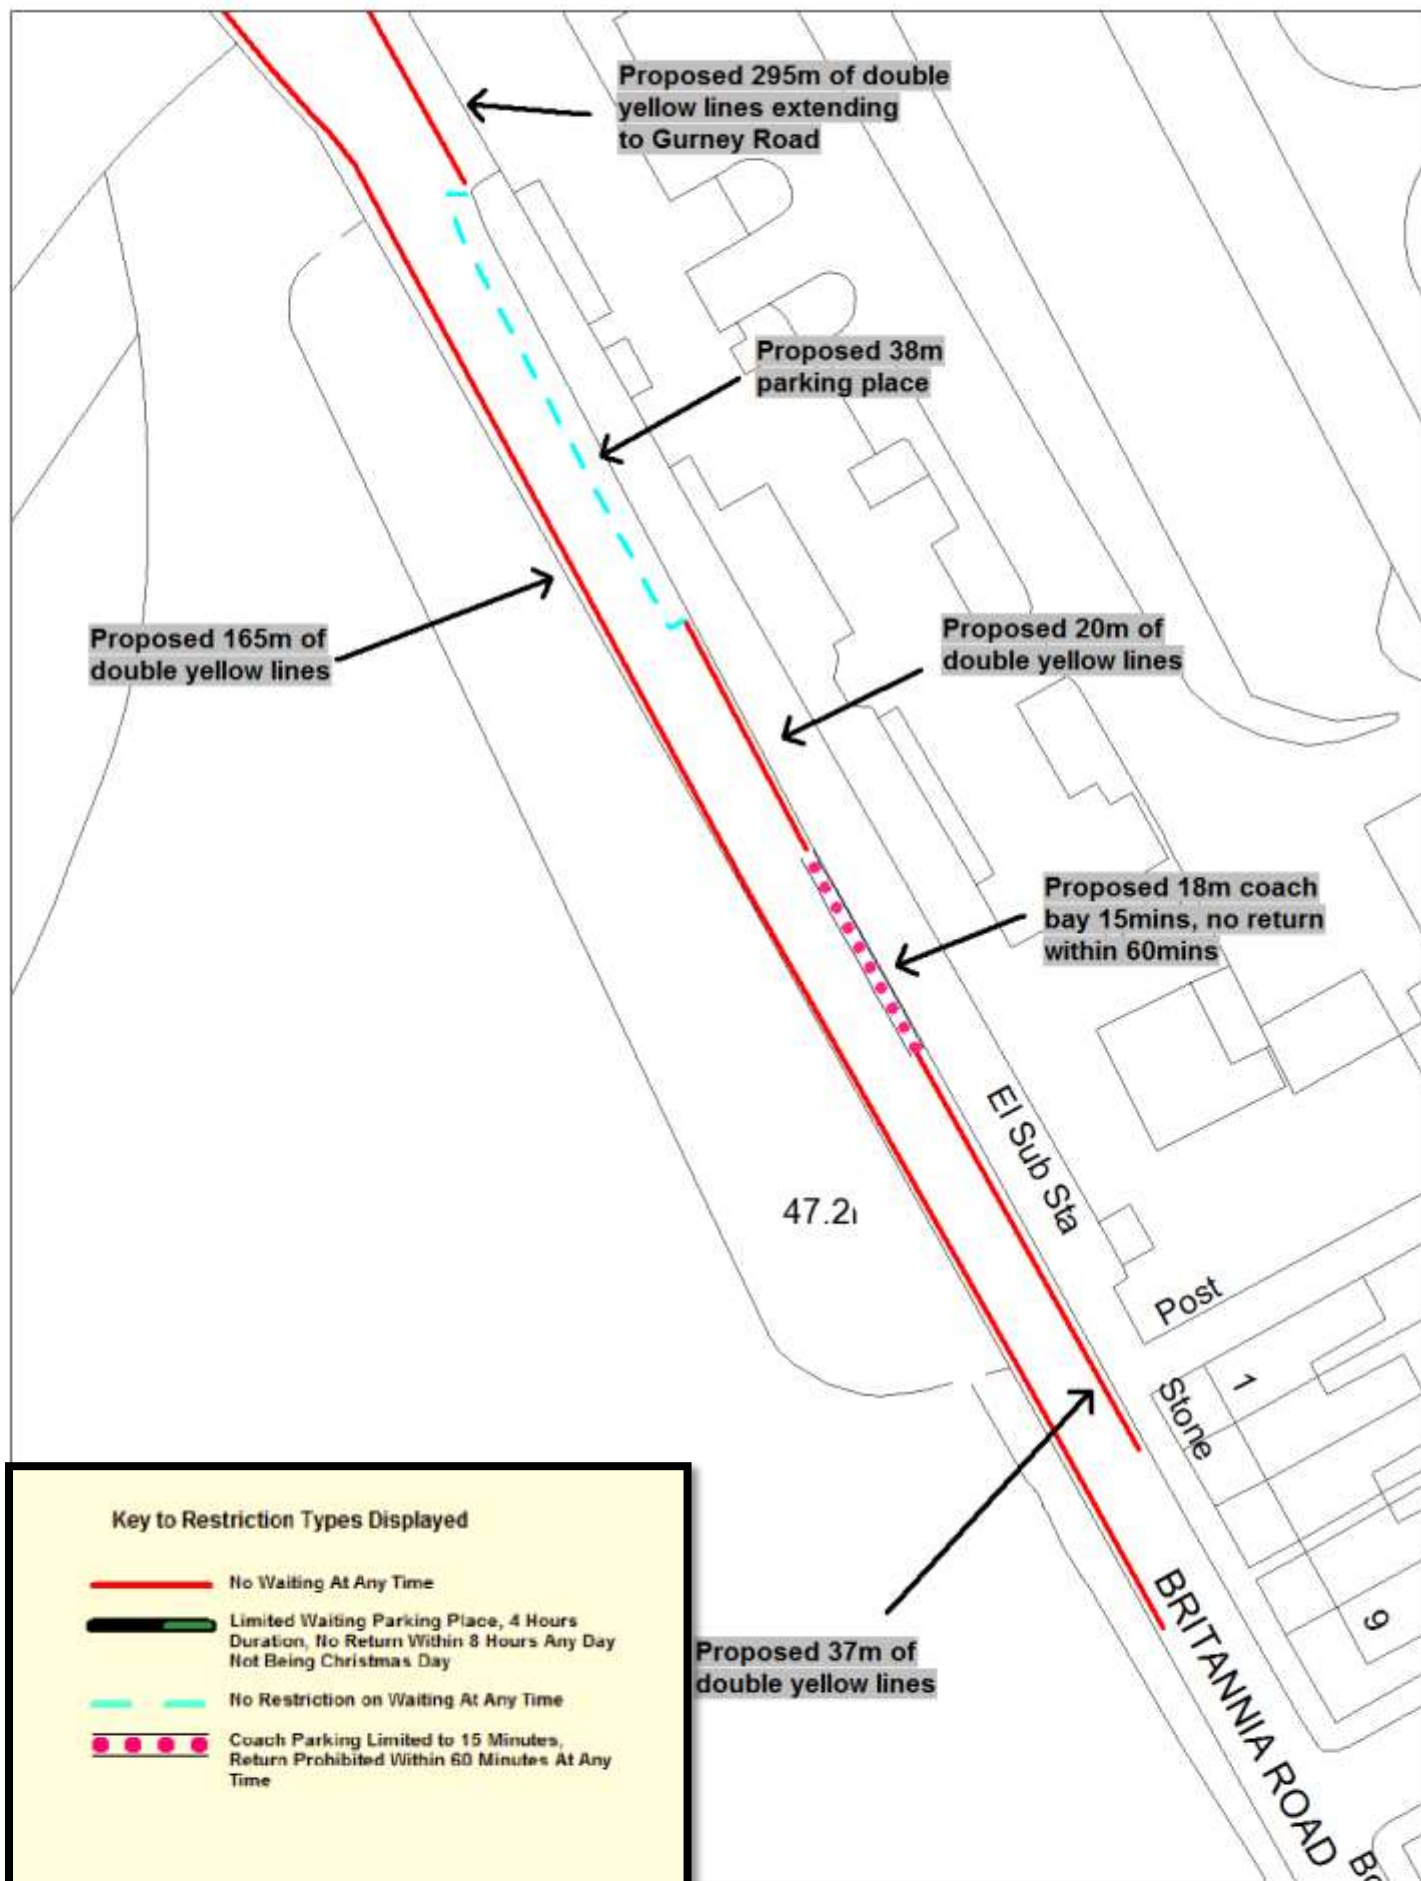 Proposed 295m of double
yellow lines extending
to Gurney Road
Proposed 38m
parking place
Proposed 165m of
double yellow lines
Proposed 20m of
double yellow lines
Proposed 18m coach
bay 15mins, no return
within 60mins
El Sub Sta
47.2
Post
Stone
1
9
BRITANNIA ROAD
Proposed 37m of
double yellow lines
Key to Restriction Types Displayed
No Waiting At Any Time
Limited Waiting Parking Place, 4 Hours
Duration, No Return Within 8 Hours Any Day
Not Being Christmas Day
No Restriction on Waiting At Any Time
Coach Parking Limited to 15 Minutes,
Return Prohibited Within 60 Minutes At Any
Time